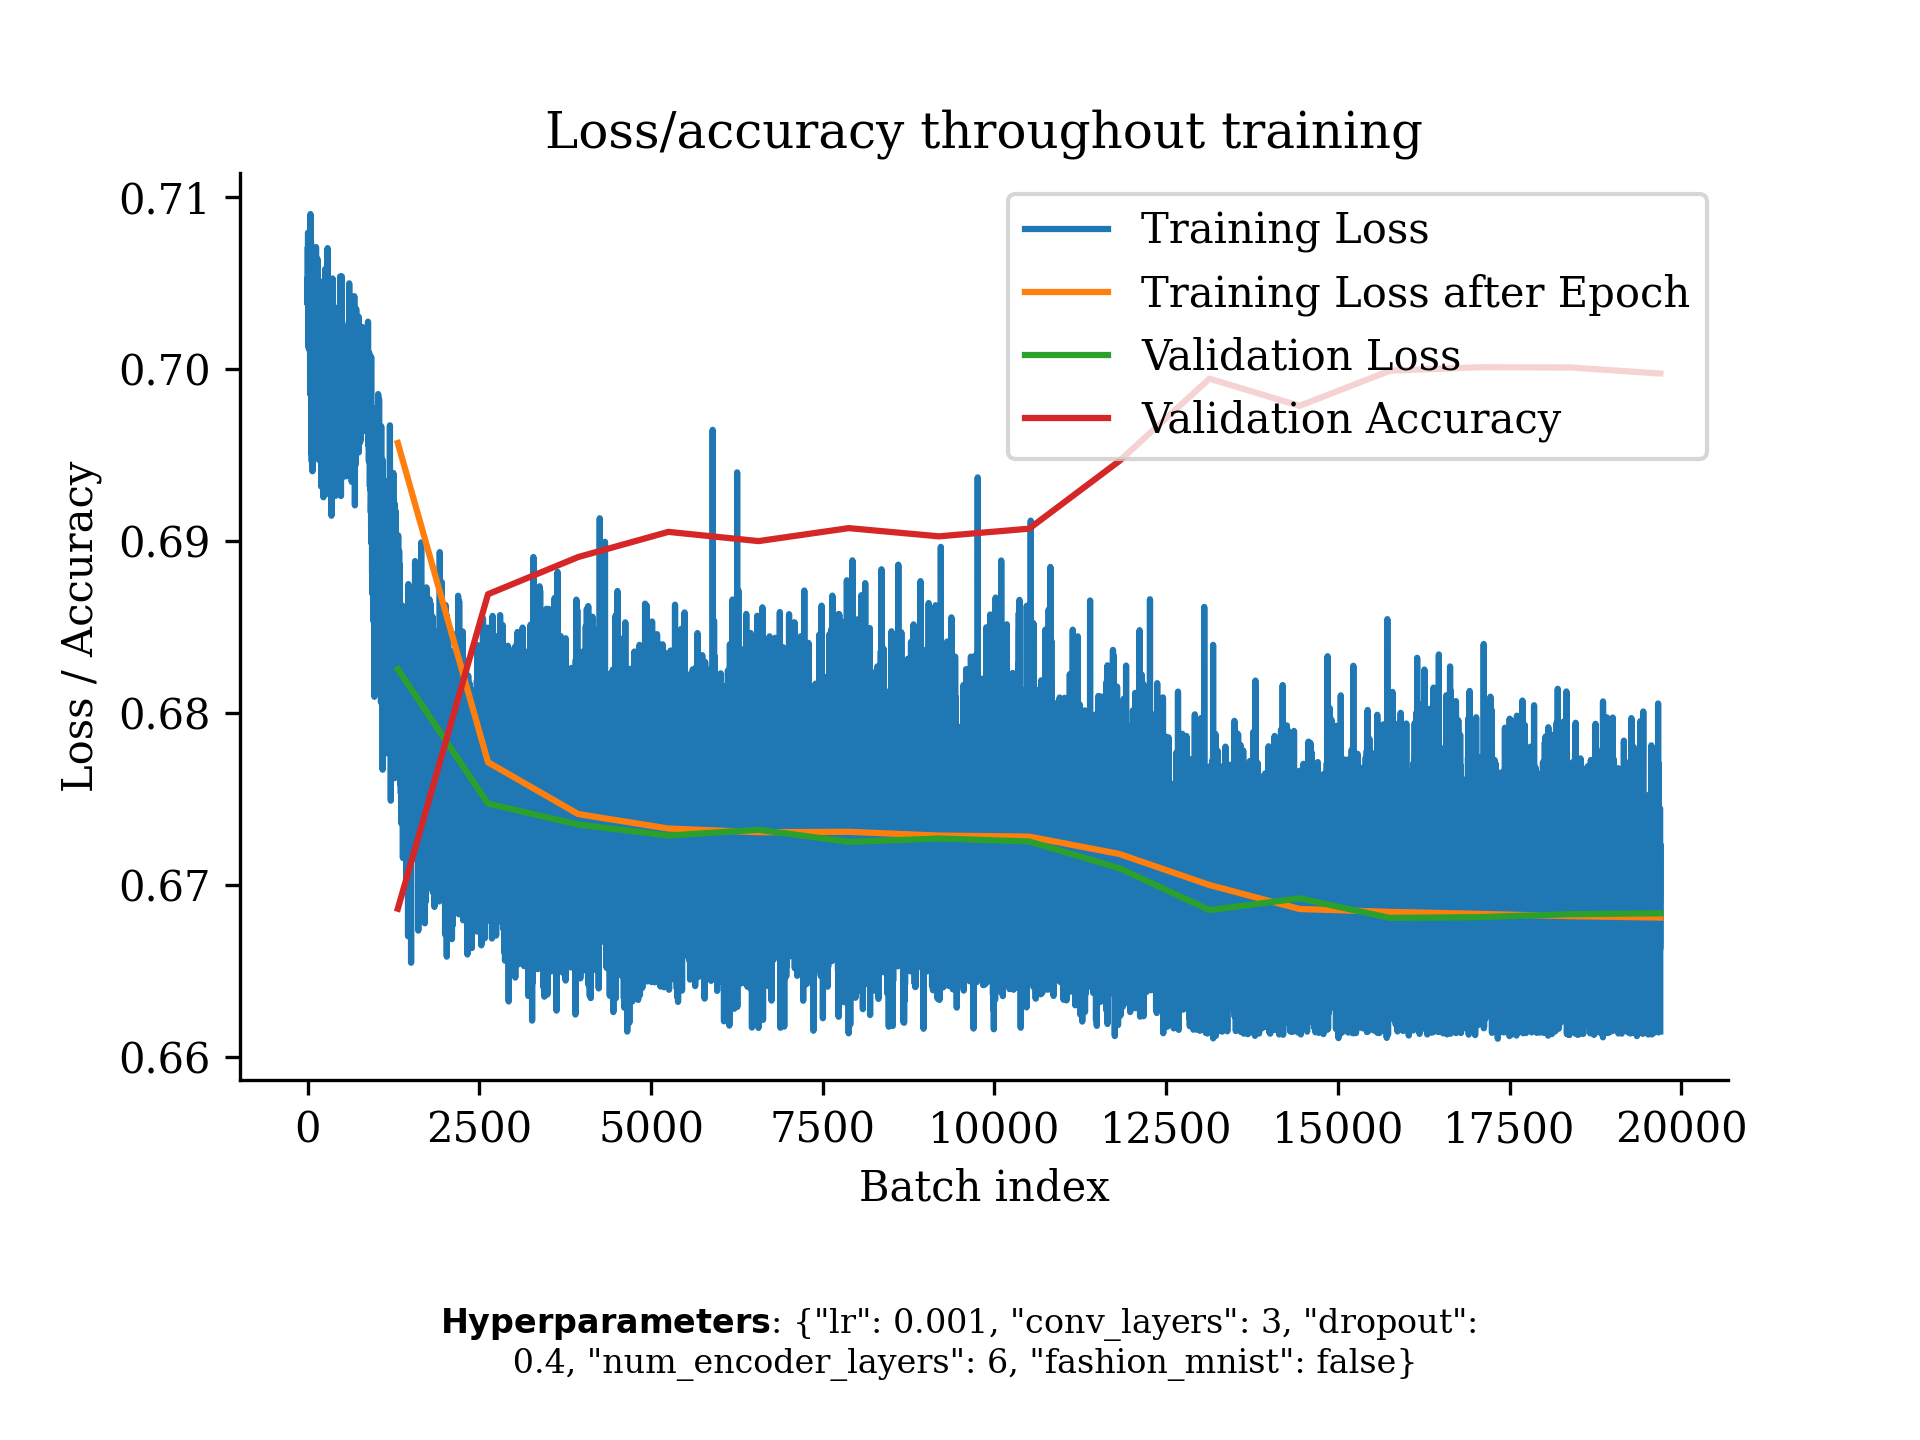 Loss/accuracy throughout training
0.71
0.70
0.69
0.68
0.67
0.66
Loss / Accuracy
Training Loss
Training Loss after Epoch
Validation Loss
Validation Accuracy
0 2500 5000 7500 10000 12500 15000 17500 20000
Batch index
Hyperparameters: {"lr": 0.001, "conv_layers": 3, "dropout":
0.4, "num_encoder_layers": 6, "fashion_mnist": false}